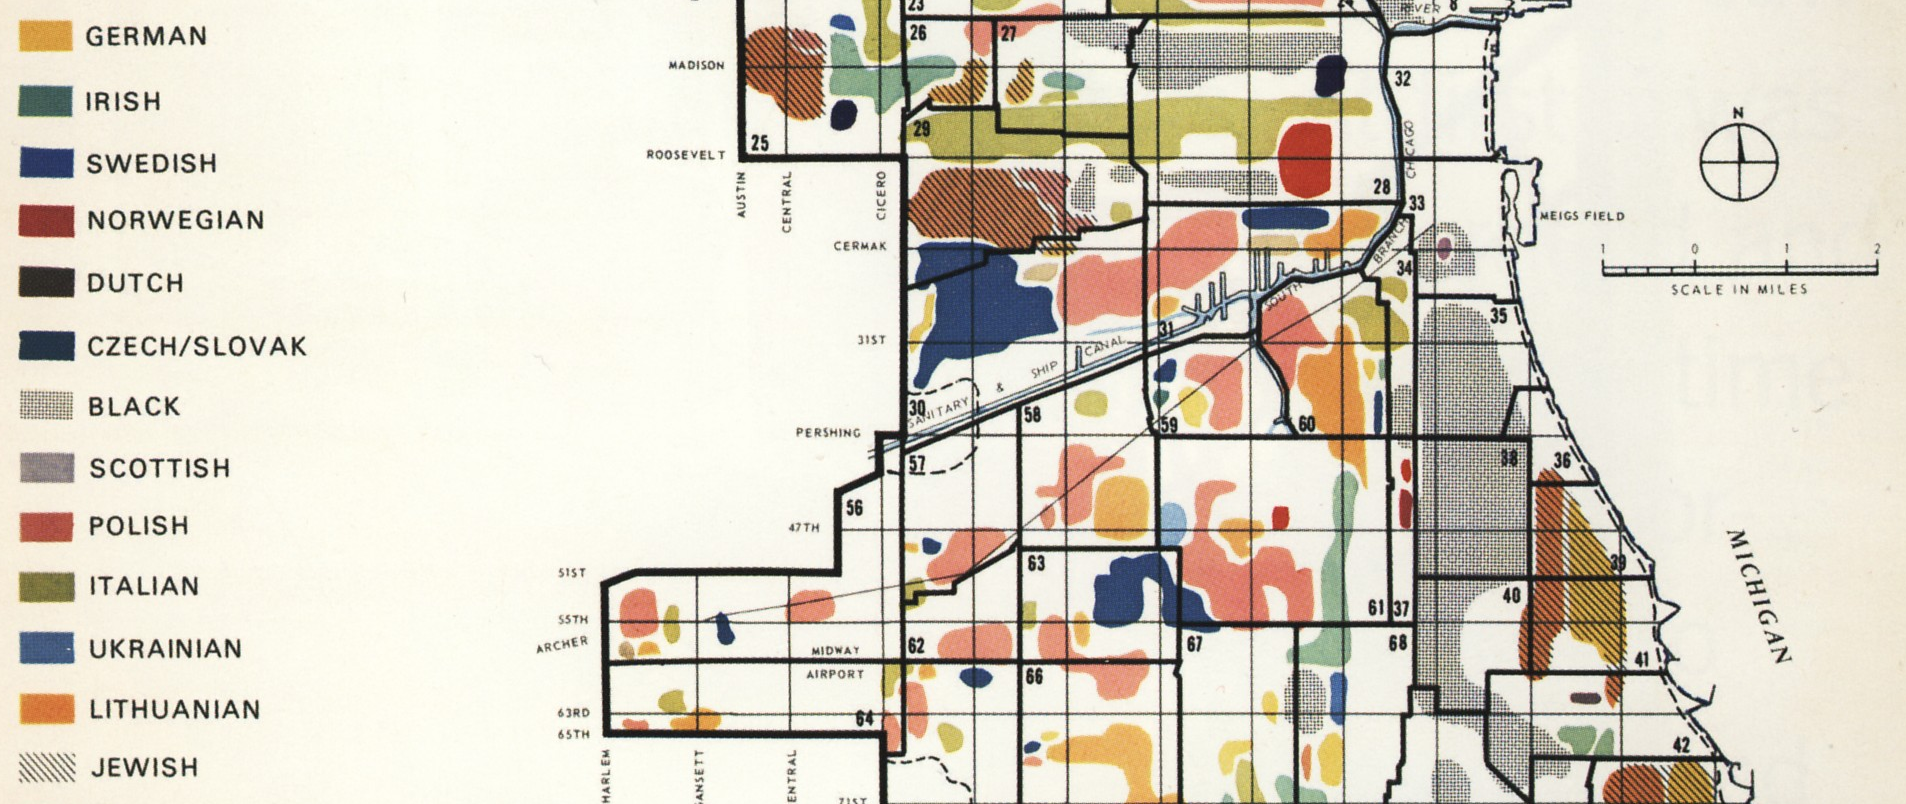 GERMAN
IRISH
SWEDISH
NORWEGIAN
DUTCH
CZECH/SLOVAK
BLACK
SCOTTISH
POLISH
ITALIAN
UKRAINIAN
LITHUANIAN
JEWISH
23
RIVER
8
26
27
MADISON
32
29
25
ROOSEVELT
CHICAGO
28
33
AUSTIN
CENTRAL
CICERO
N
MEIGS FIELD
CERMAK
BRANCH
34
1 0 1 2
SCALE IN MILES
SOUTH
35
31
31ST
SANITARY & SHIP CANAL
30
58
59
60
PERSHING
57
38
36
56
47TH
51ST
63
39
40
61
37
55TH
ARCHER
MICHIGAN
62
67
68
MIDWAY
AIRPORT
66
41
63RD
64
65TH
42
HARLEM
CENTRAL
71ST